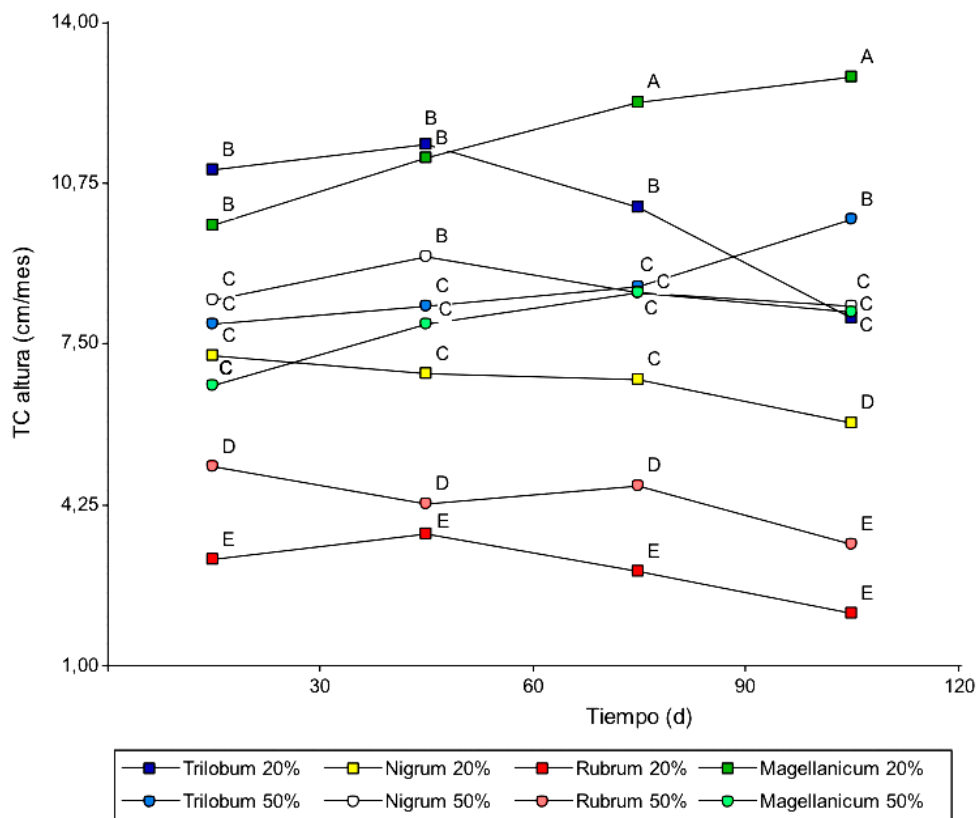 14,00
A
A
B
B
B
B
10,75
B
B
B
TC altura (cm/mes)
C
C
C
C
C
C
C
C
C
7,50
C
C
C
C
C
C
D
D
D
D
4,25
E
E
E
E
E
1,00
30
60
90
120
Tiempo (d)
Trilobum 20%
Nigrum 20%
Rubrum 20%
Magellanicum 20%
Trilobum 50%
Nigrum 50%
Rubrum 50%
Magellanicum 50%